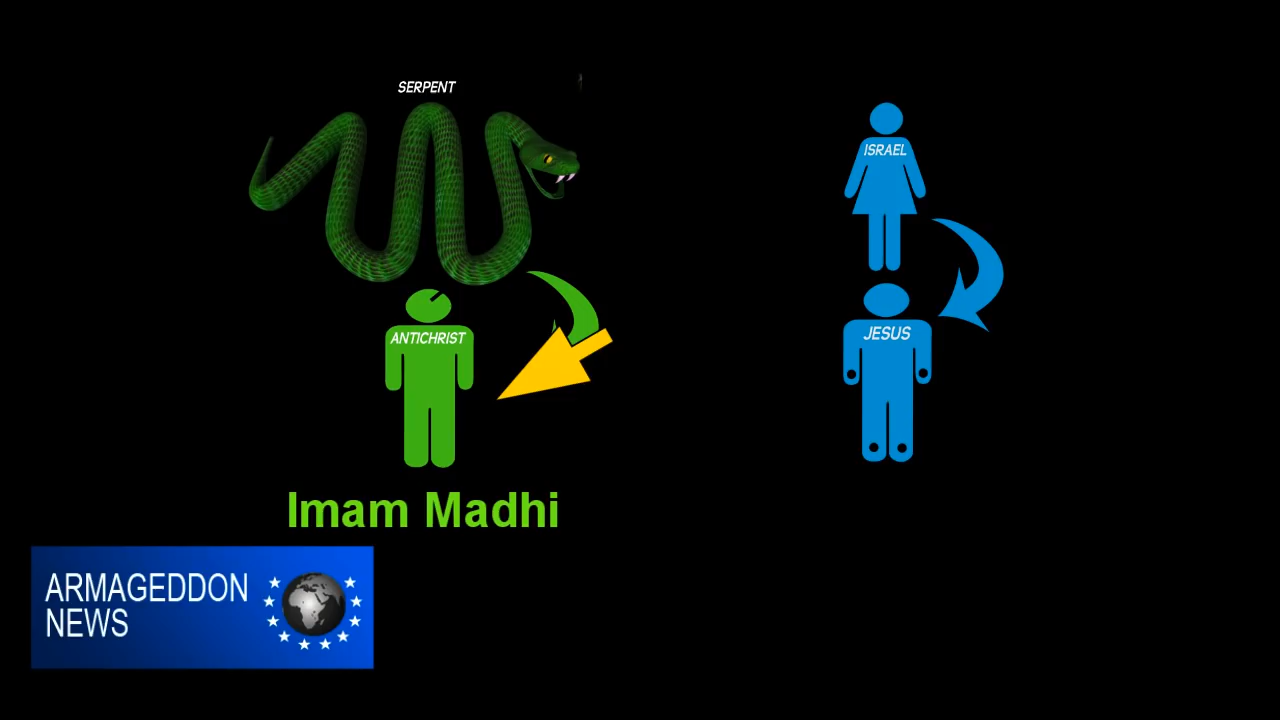 SERPENT
ISRAEL
ANTICHRIST
JESUS
Imam Madhi
ARMAGEDDON
NEWS